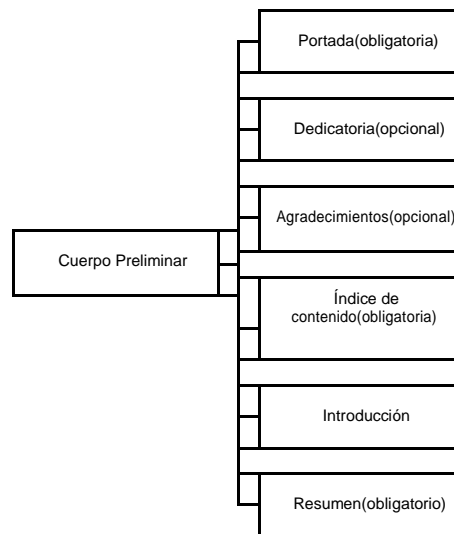 Portada(obligatoria)
Dedicatoria(opcional)
Agradecimientos(opcional)
Cuerpo Preliminar
Índice de
contenido(obligatoria)
Introducción
Resumen(obligatorio)